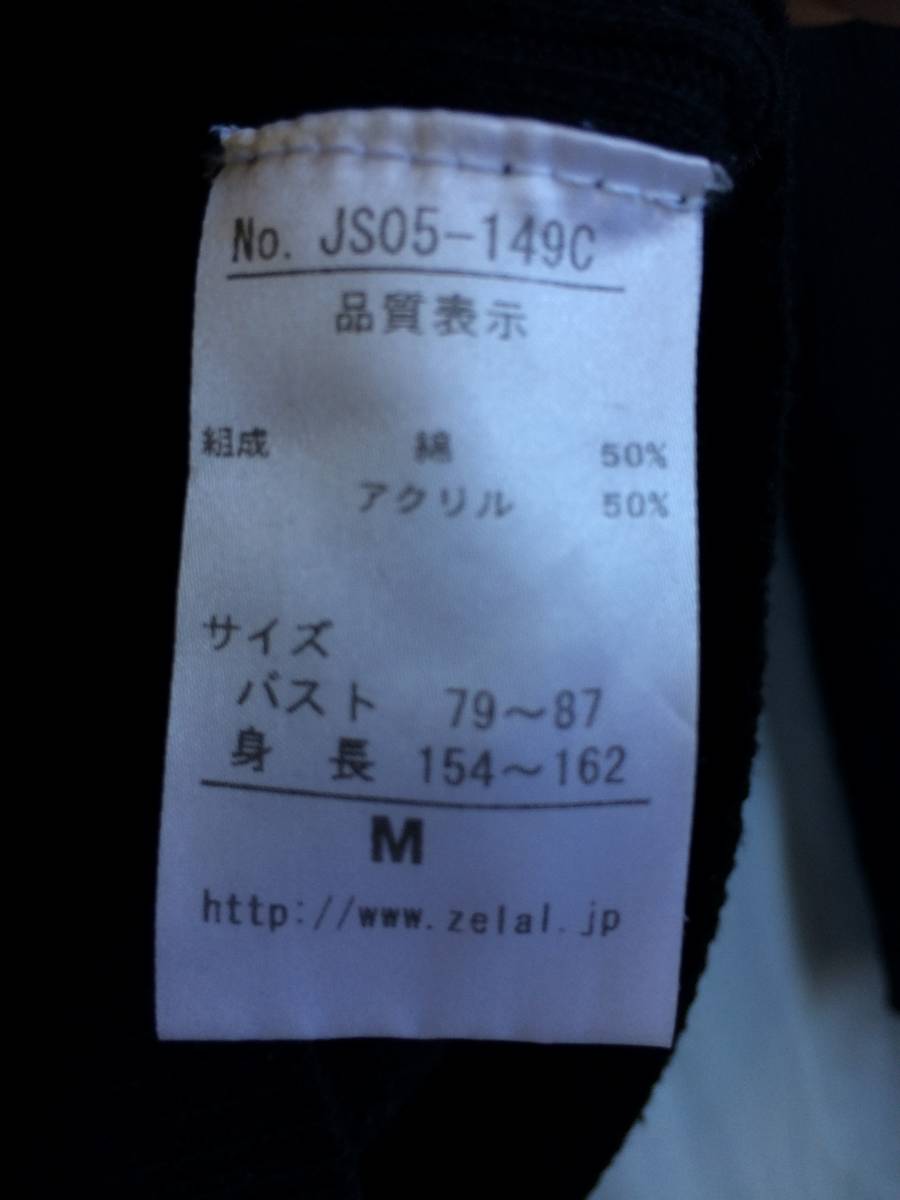 No. JS05-149C
品質表示
組成 綿 50%
アクリル 50%
サイズ
バスト 79～87
身長 154～162
M
http://www.zelal.jp